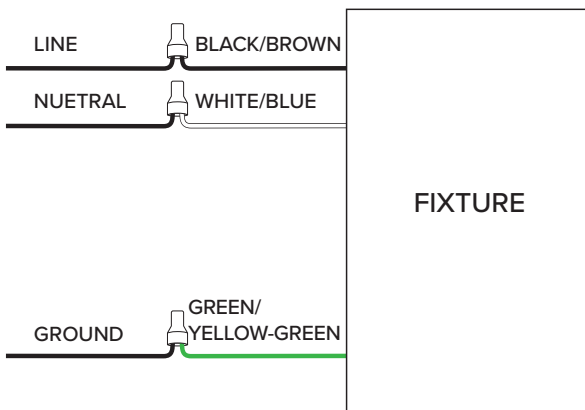 LINE
BLACK/BROWN
NUETRAL
WHITE/BLUE
FIXTURE
GROUND
GREEN/
YELLOW-GREEN